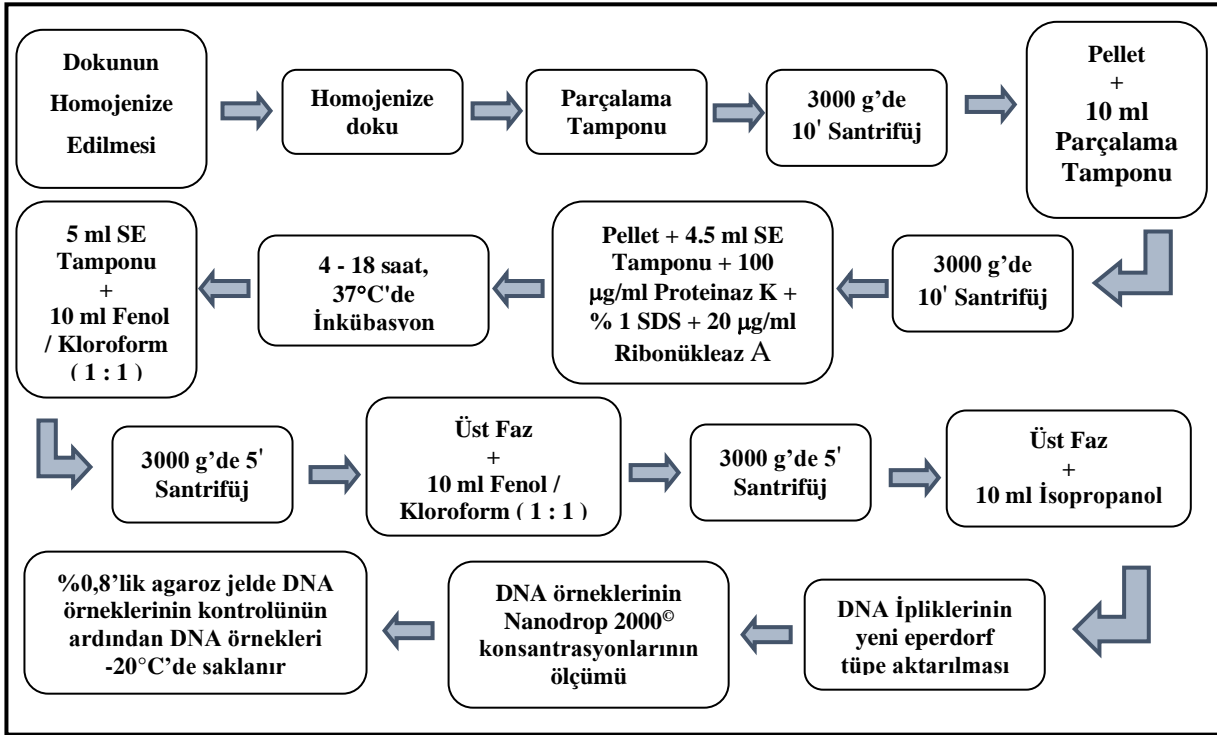 Dokunun
Homojenize
Edilmesi
Homojenize
doku
Parçalama
Tamponu
3000 g’de
10' Santrifüj
Pellet
+
10 ml
Parçalama
Tamponu
3000 g’de
10' Santrifüj
Pellet + 4.5 ml SE
Tamponu + 100
µg/ml Proteinaz K +
% 1 SDS + 20 µg/ml
Ribonükleaz A
4 - 18 saat,
37°C'de
İnkübasvon
5 ml SE
Tamponu
+
10 ml Fenol
/ Kloroform
( 1 : 1 )
3000 g’de 5'
Santrifüj
Üst Faz
+
10 ml Fenol /
Kloroform ( 1 : 1 )
3000 g’de 5'
Santrifüj
Üst Faz
+
10 ml İsopropanol
DNA İpliklerinin
yeni eperdorf
tüpe aktarılması
DNA örneklerinin
Nanodrop 2000©
konsantrasyonlarının
ölçümü
%0,8’lik agaroz jelde DNA
örneklerinin kontrolünün
ardından DNA örnekleri
-20°C’de saklanır